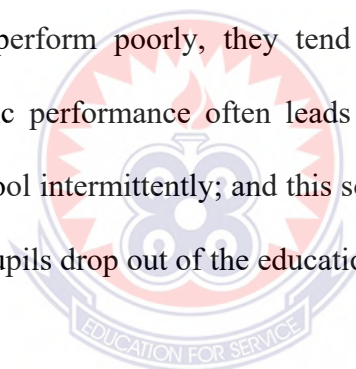 perform poorly, they tend
c performance often leads
ool intermittently; and this s
upils drop out of the educatio
EDUCATION FOR SERVICE